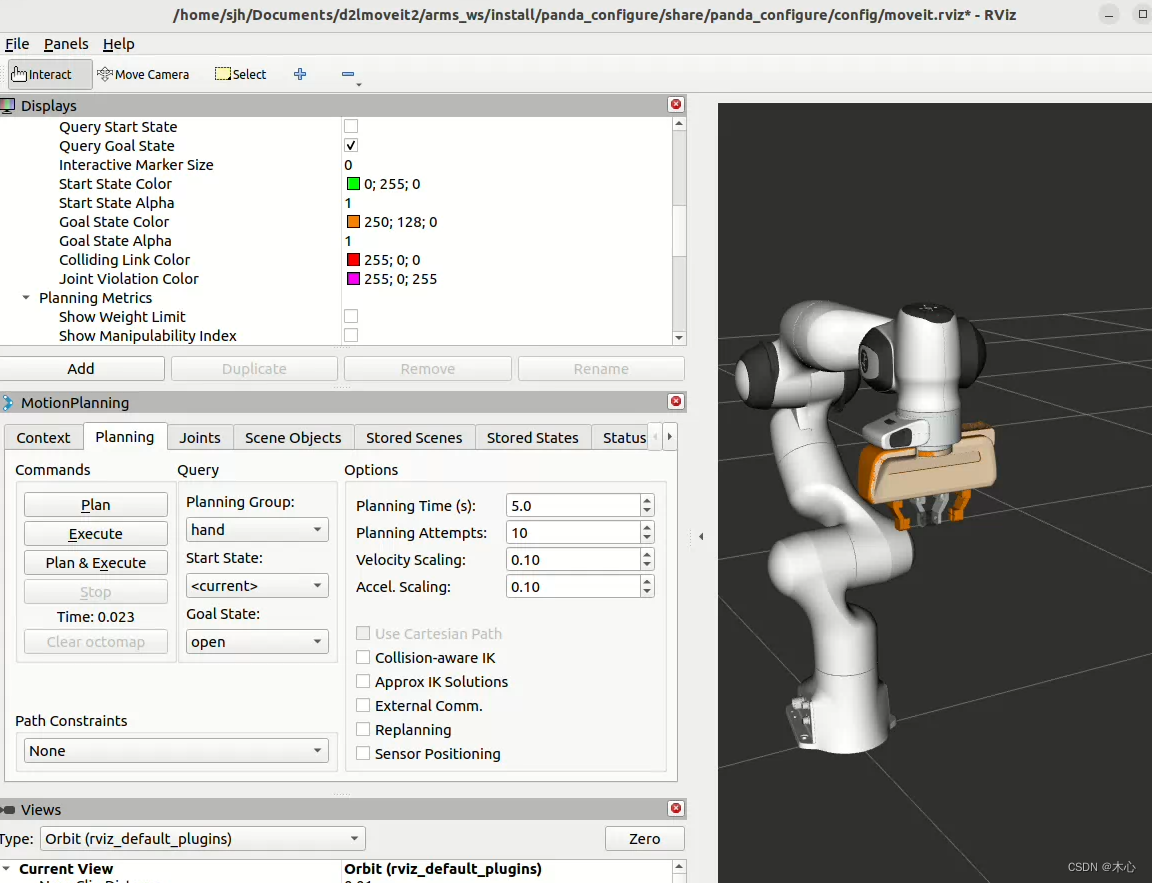 /home/sjh/Documents/d2lmoveit2/arms_ws/install/panda_configure/share/panda_configure/config/moveit.rviz* - RViz
File Panels Help
Interact Move Camera Select
Displays
Query Start State
Query Goal State
Interactive Marker Size 0
Start State Color 0; 255; 0
Start State Alpha 1
Goal State Color 250; 128; 0
Goal State Alpha 1
Colliding Link Color 255; 0; 0
Joint Violation Color 255; 0; 255
Planning Metrics
Show Weight Limit
Show Manipulability Index
Add Duplicate Remove Rename
MotionPlanning
Context Planning Joints Scene Objects Stored Scenes Stored States Status
Commands
Plan
Execute
Plan & Execute
Stop
Time: 0.023
Clear octomap
Query
Planning Group:
hand
Start State:
<current>
Goal State:
open
Options
Planning Time (s): 5.0
Planning Attempts: 10
Velocity Scaling: 0.10
Accel. Scaling: 0.10
Use Cartesian Path
Collision-aware IK
Approx IK Solutions
External Comm.
Replanning
Sensor Positioning
Path Constraints
None
Views
Type: Orbit (rviz_default_plugins) Zero
Current View Orbit (rviz_default_plugins)
CSDN @木心